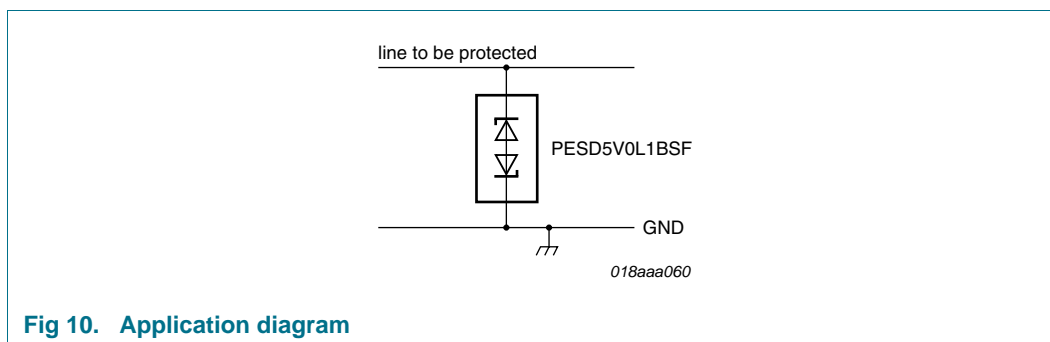 line to be protected
PESD5V0L1BSF
GND
018aaa060
Fig 10. Application diagram